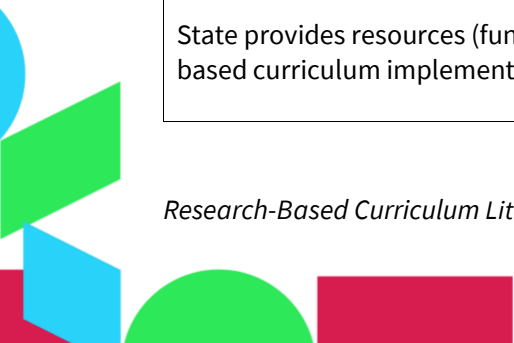 State provides resources (fun
based curriculum implement
Research-Based Curriculum Lit